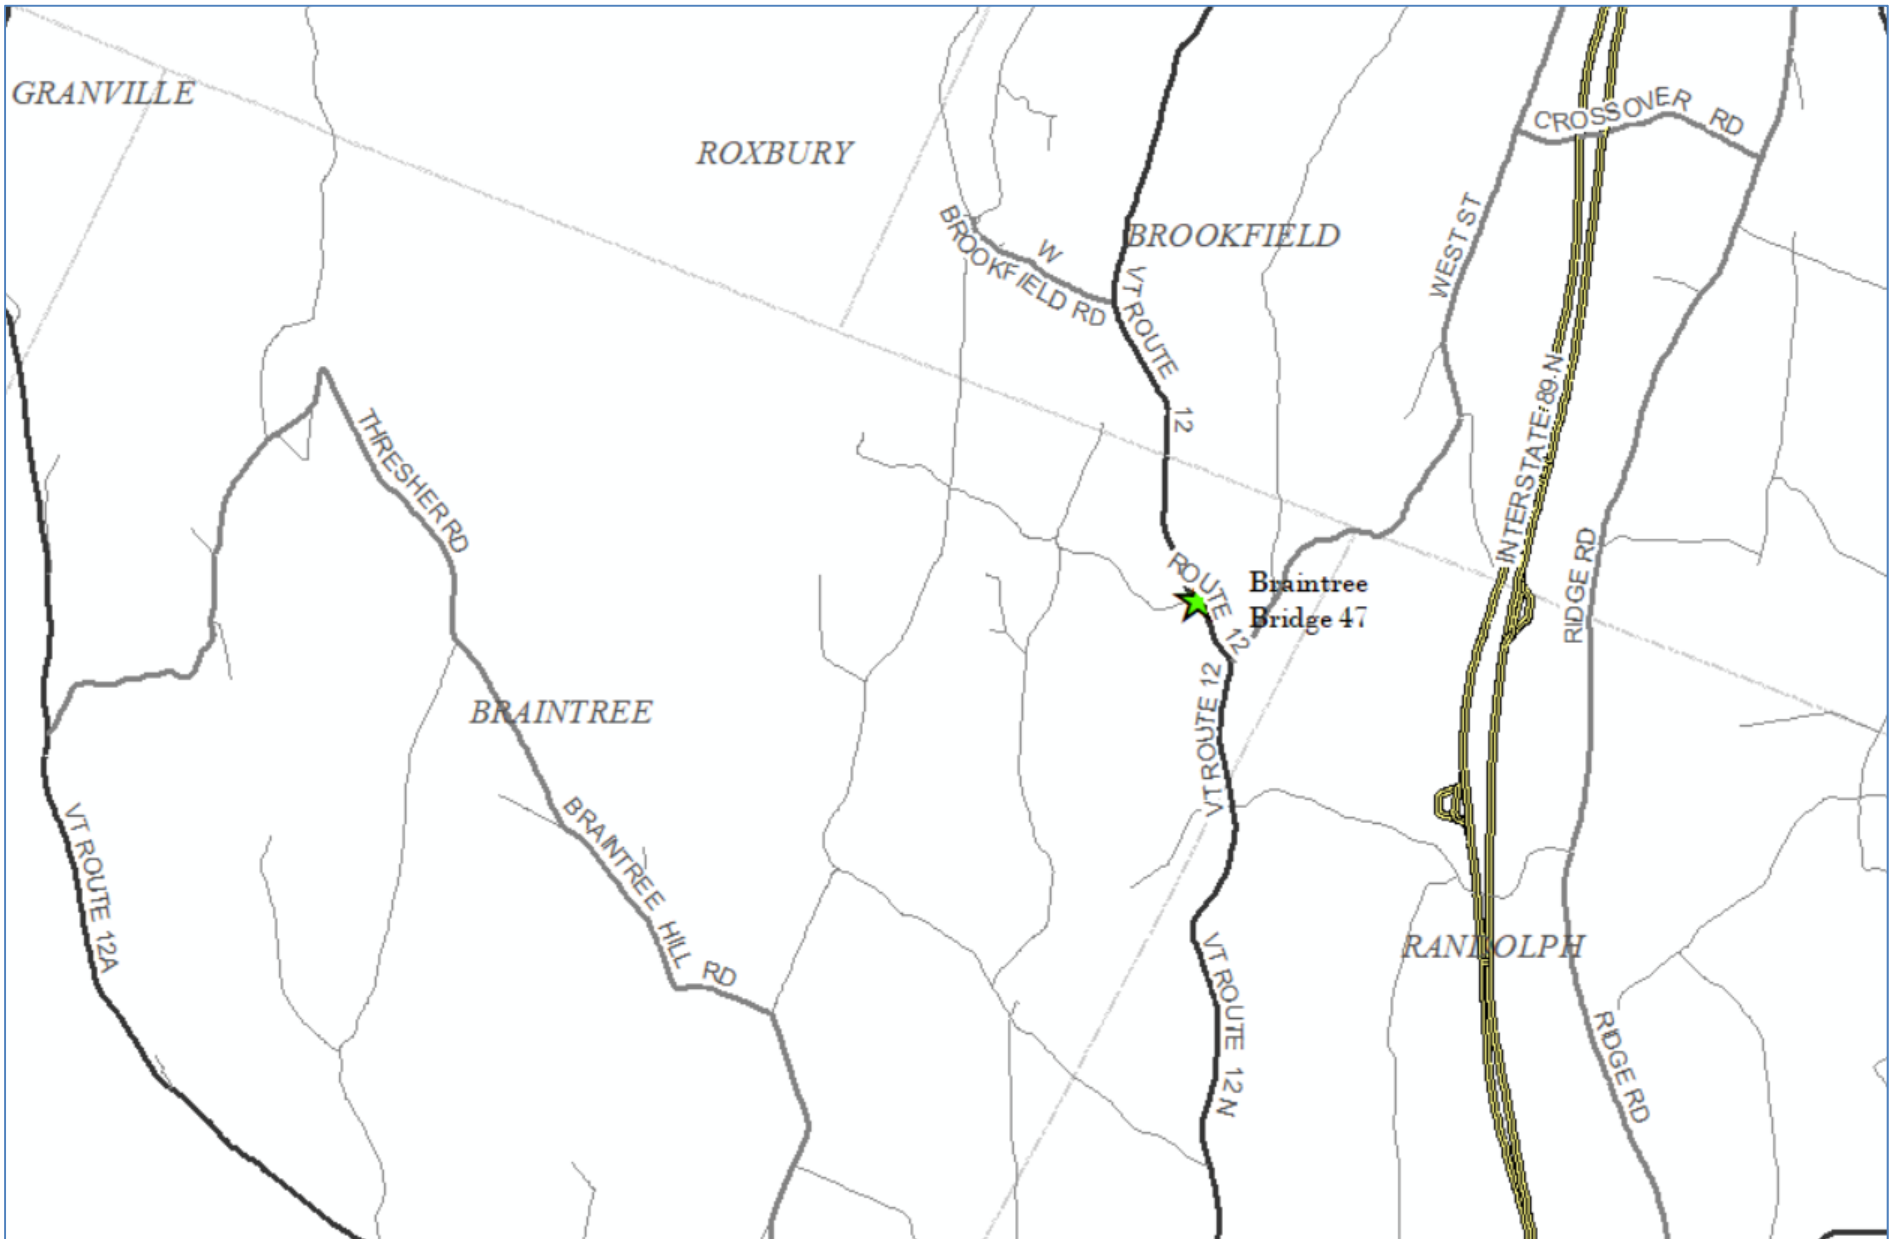 GRANVILLE
ROXBURY
CROSSOVER RD
BROOKFIELD
WEST ST
W
BROOKFIELD RD
VT ROUTE 12
INTERSTATE 89 N
THRESHER RD
ROUTE 12
Braintree
Bridge 47
RIDGE RD
BRAINTREE
VT ROUTE 12
VT ROUTE 12A
BRAINTREE HILL RD
RANDOLPH
VT ROUTE 12 N
RIDGE RD